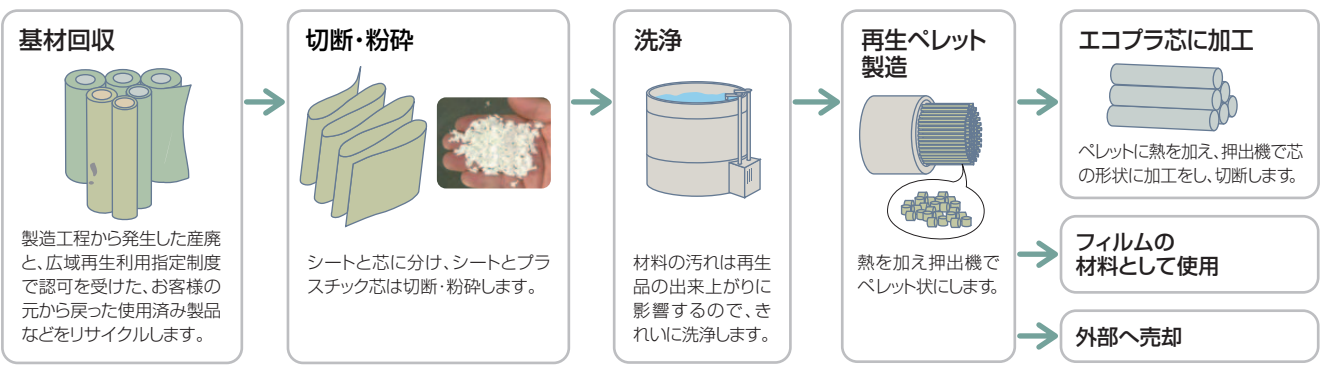 基材回収
製造工程から発生した産廃
と、広域再生利用指定制度
で認可を受けた、お客様の
元から戻った使用済み製品
などをリサイクルします。
切断・粉砕
シートと芯に分け、シートとプラ
スチック芯は切断・粉砕します。
洗浄
材料の汚れは再生
品の出来上がりに
影響するので、き
れいに洗浄します。
再生ペレット
製造
熱を加え押出機で
ペレット状にします。
エコプラ芯に加工
ペレットに熱を加え、押出機で芯
の形状に加工をし、切断します。
フィルムの
材料として使用
外部へ売却